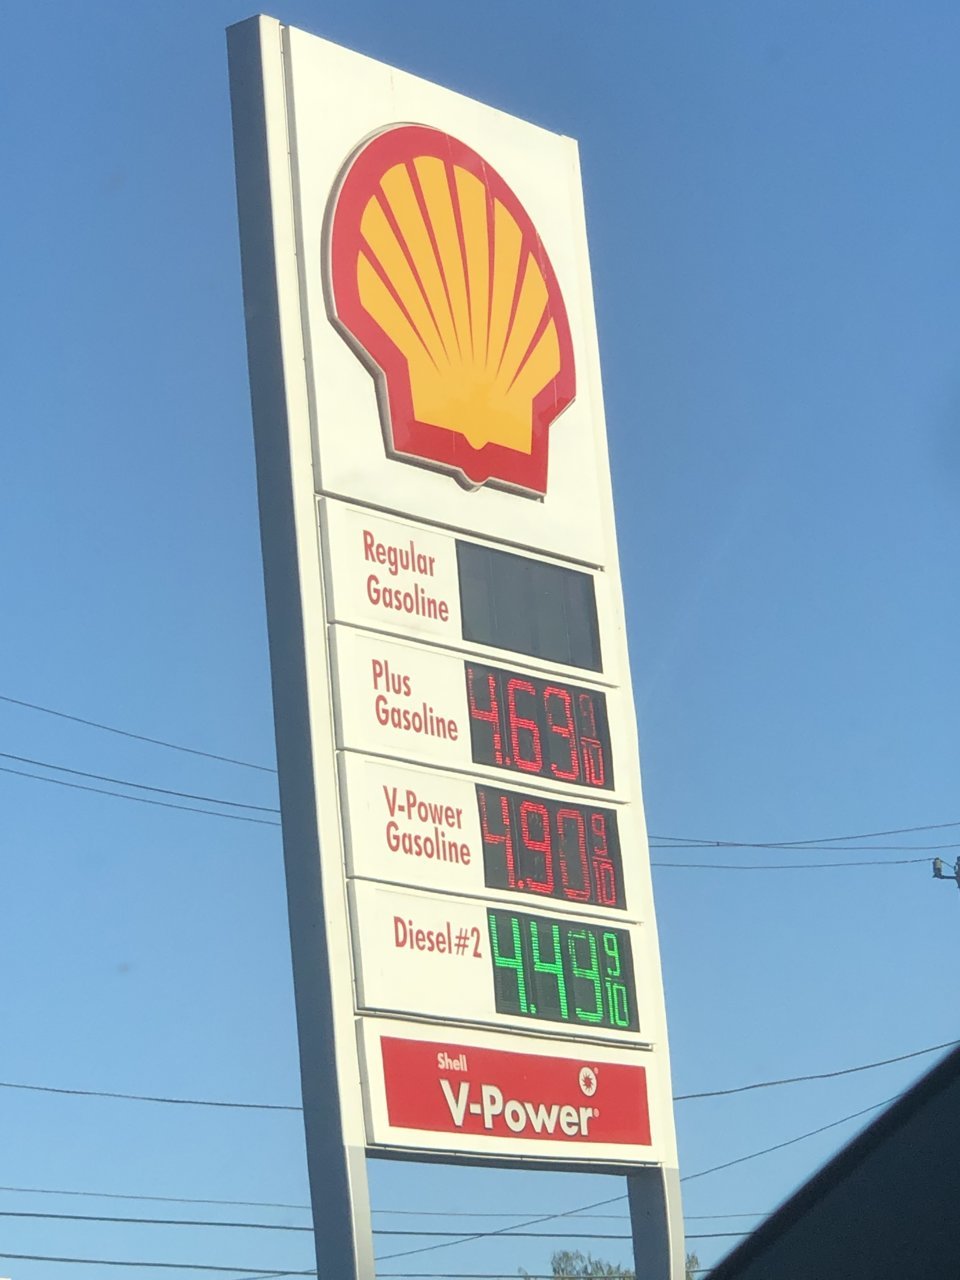 Regular
Gasoline
Plus
Gasoline
4.69 9/10
V-Power
Gasoline
4.90 9/10
Diesel#2
4.49 9/10
Shell
V-Power